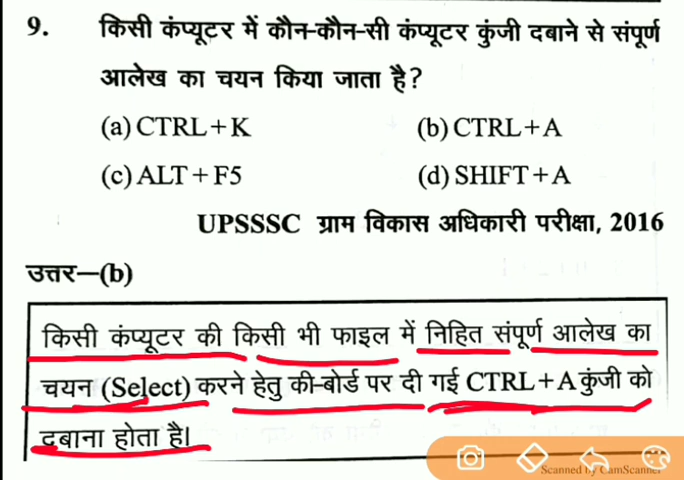 9. किसी कंप्यूटर में कौन-कौन-सी कंप्यूटर कुंजी दबाने से संपूर्ण
आलेख का चयन किया जाता है?
(a) CTRL+K (b) CTRL+A
(c) ALT+F5 (d) SHIFT+A
UPSSSC ग्राम विकास अधिकारी परीक्षा, 2016
उत्तर—(b)
किसी कंप्यूटर की किसी भी फाइल में निहित संपूर्ण आलेख का
चयन (Select) करने हेतु की-बोर्ड पर दी गई CTRL+A कुंजी को
दबाना होता है।
Scanned by CamScanner